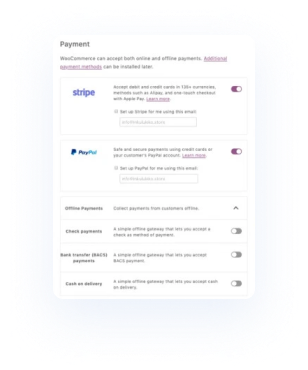 Payment
WooCommerce can accept both online and offline payments. Additional
payment methods can be installed later.
stripe
Accept debit and credit cards in 135+ currencies,
methods such as Alipay, and one-touch checkout
with Apple Pay. Learn more.
Set up Stripe for me using this email:
PayPal
Safe and secure payments using credit cards or
your customer's PayPal account. Learn more.
Set up PayPal for me using this email:
Offline Payments
Collect payments from customers offline.
Check payments
A simple offline gateway that lets you accept a
check as method of payment.
Bank transfer (BACS)
payments
A simple offline gateway that lets you accept
BACS payment.
Cash on delivery
A simple offline gateway that lets you accept cash
on delivery.